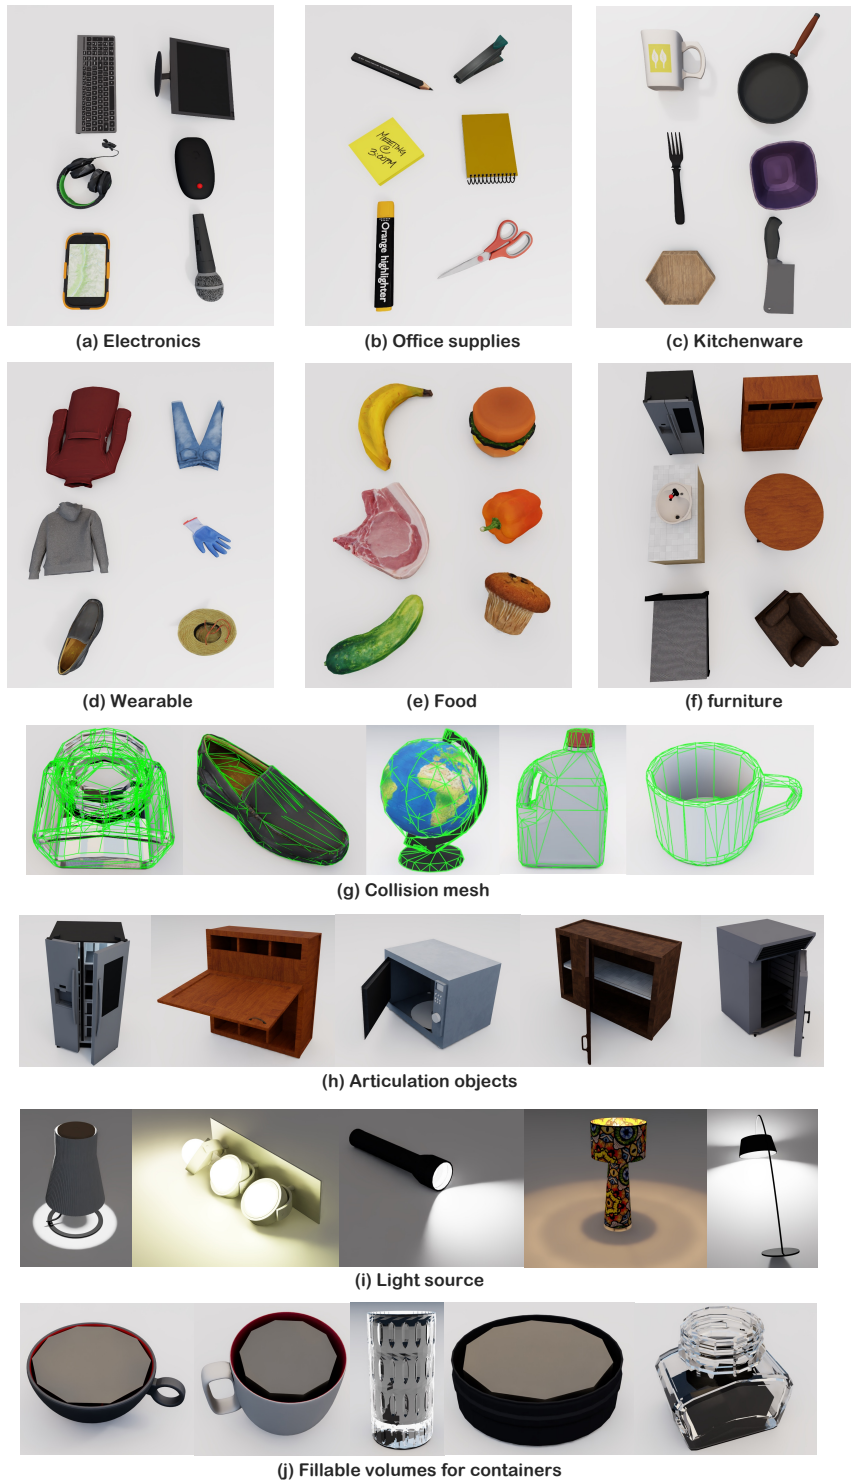 MEETING
@
3:00PM
Orange highlighter
(a) Electronics
(b) Office supplies
(c) Kitchenware
(d) Wearable
(e) Food
(f) furniture
(g) Collision mesh
(h) Articulation objects
(i) Light source
(j) Fillable volumes for containers